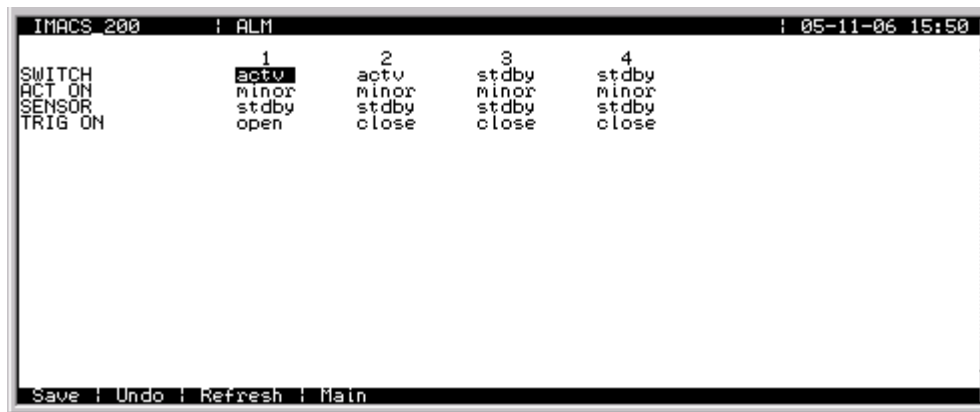 IMACS_200 ¦ ALM ¦ 05-11-06 15:50
1 2 3 4
SWITCH actv actv stdby stdby
ACT ON minor minor minor minor
SENSOR stdby stdby stdby stdby
TRIG ON open close close close
Save ¦ Undo ¦ Refresh ¦ Main